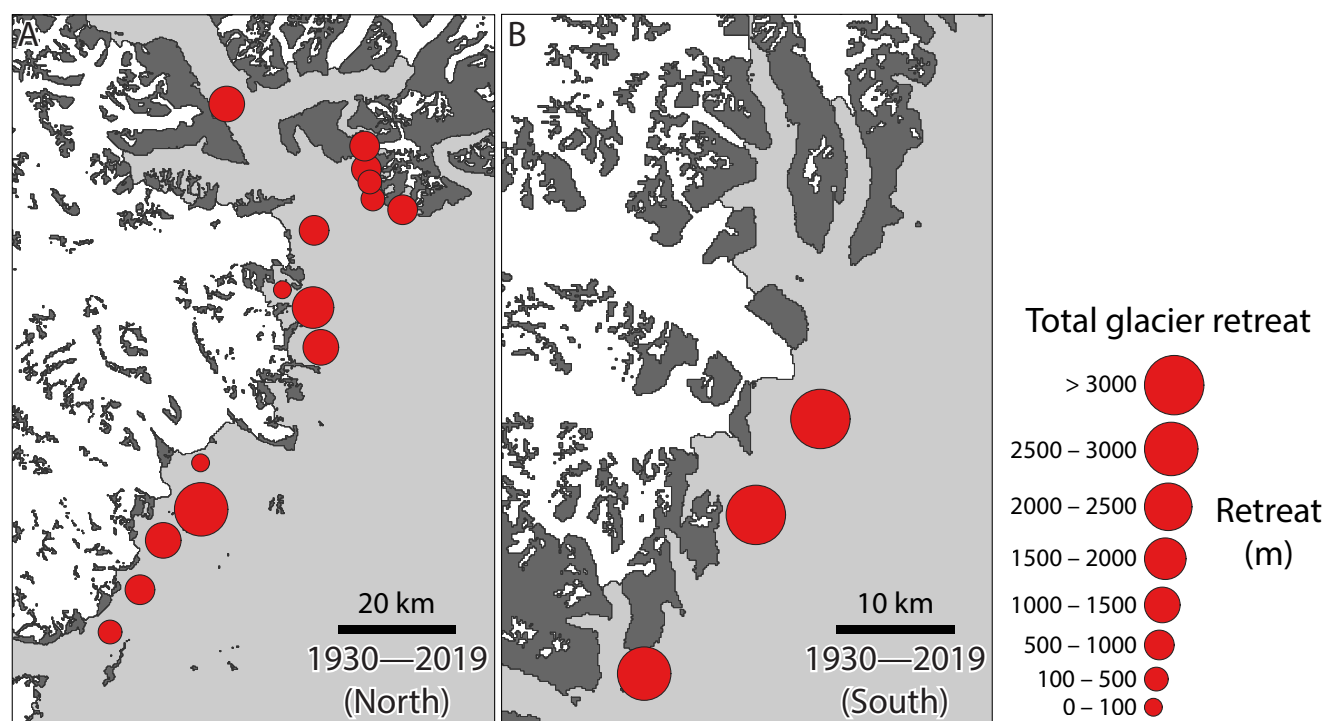 A
20 km
1930—2019
(North)
B
10 km
1930—2019
(South)
Total glacier retreat
> 3000
2500 – 3000
2000 – 2500
1500 – 2000
1000 – 1500
500 – 1000
100 – 500
0 – 100
Retreat
(m)